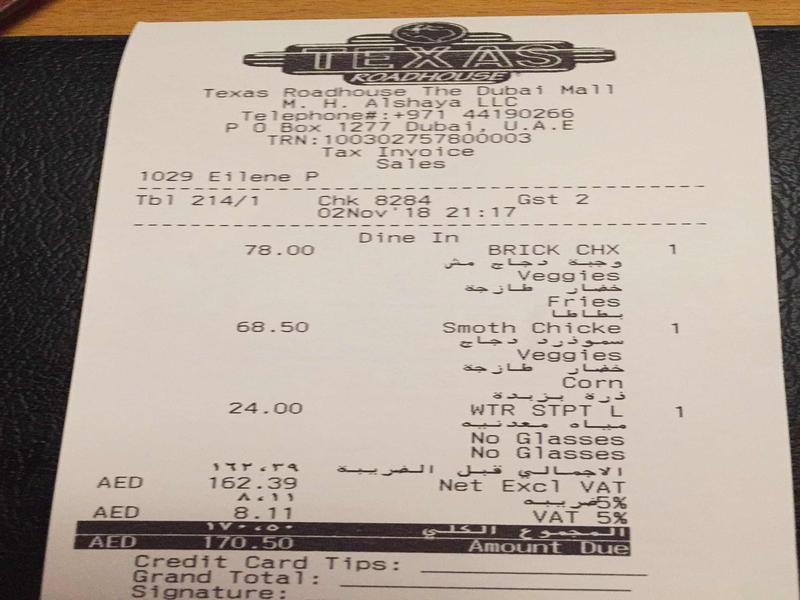 TEXAS
ROADHOUSE
Texas Roadhouse The Dubai Mall
M. H. Alshaya LLC
Telephone#:+971 44190266
P O Box 1277 Dubai, U.A.E
TRN:100302757800003
Tax Invoice
Sales
1029 Eilene P
Tbl 214/1 Chk 8284 Gst 2
02Nov'18 21:17
Dine In
78.00 BRICK CHX 1
وجبة دجاج مش
Veggies
خضار طازجة
Fries
بطاطا
68.50 Smoth Chicke 1
سموذرد دجاج
Veggies
خضار طازجة
Corn
ذرة بزبدة
24.00 WTR STPT L 1
مياه معدنيه
No Glasses
No Glasses
الاجمالي قبل الضريبة ١٦٢،٣٩
AED 162.39 Net Excl VAT
ضريبه 5% ٨،١١
AED 8.11 VAT 5%
المجموع الكلي ١٧٠،٥٠
AED 170.50 Amount Due
Credit Card Tips:
Grand Total:
Signature: